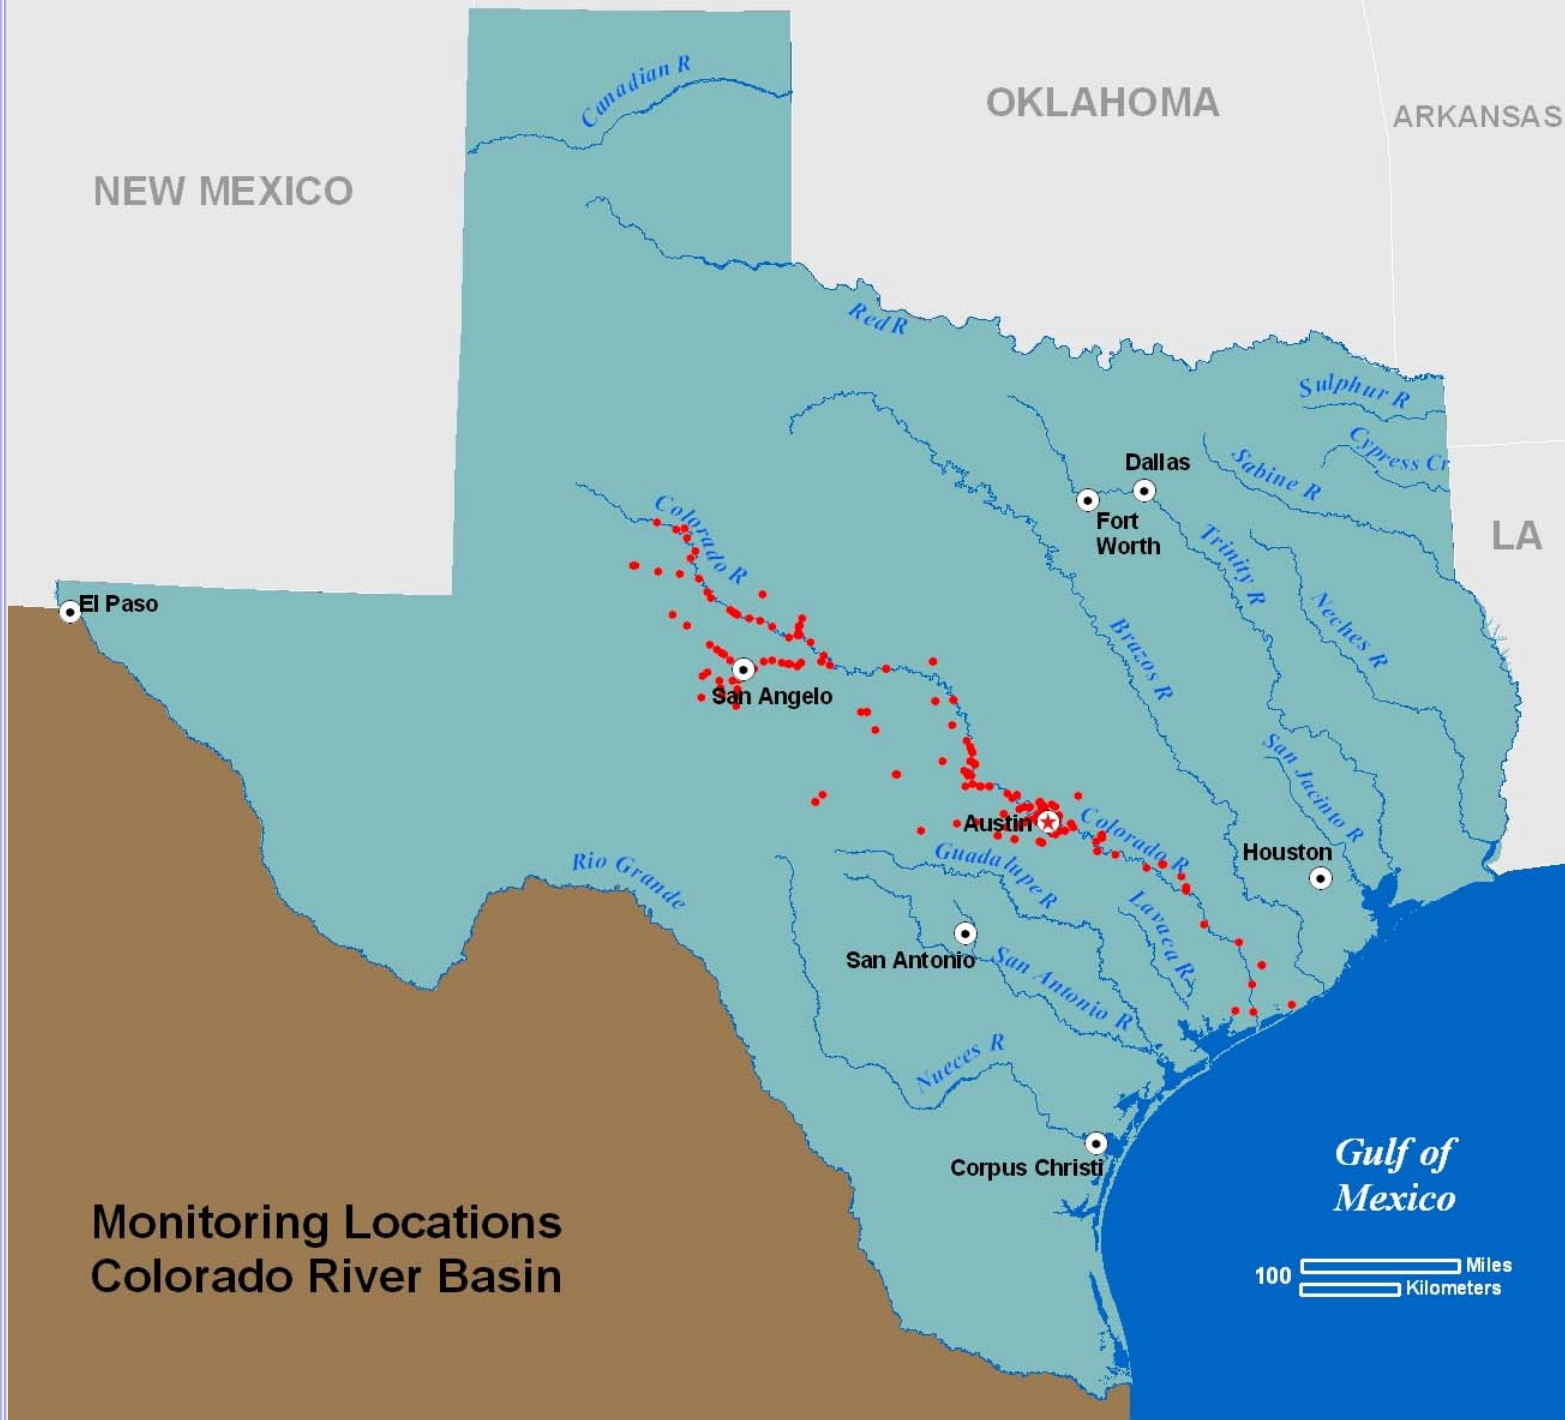 Canadian R
OKLAHOMA
ARKANSAS
NEW MEXICO
Red R
Sulphur R
Cypress Cr
Dallas
Sabine R
Fort
Worth
Colorado R
Trinity R
LA
El Paso
Neches R
Brazos R
San Angelo
San Jacinto R
Austin
Colorado R
Houston
Guadalupe R
Rio Grande
Lavaca R
San Antonio
San Antonio R
Nueces R
Corpus Christi
Gulf of
Mexico
Monitoring Locations
Colorado River Basin
100
Miles
Kilometers